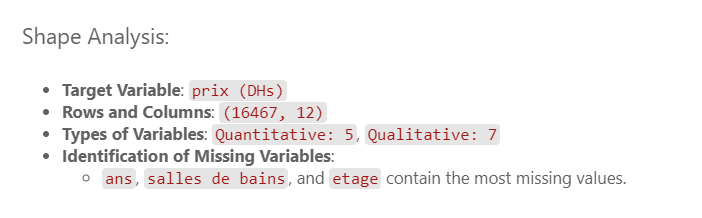 Shape Analysis:
• Target Variable: prix (DHs)
• Rows and Columns: (16467, 12)
• Types of Variables: Quantitative: 5, Qualitative: 7
• Identification of Missing Variables:
◦ ans, salles de bains, and etage contain the most missing values.